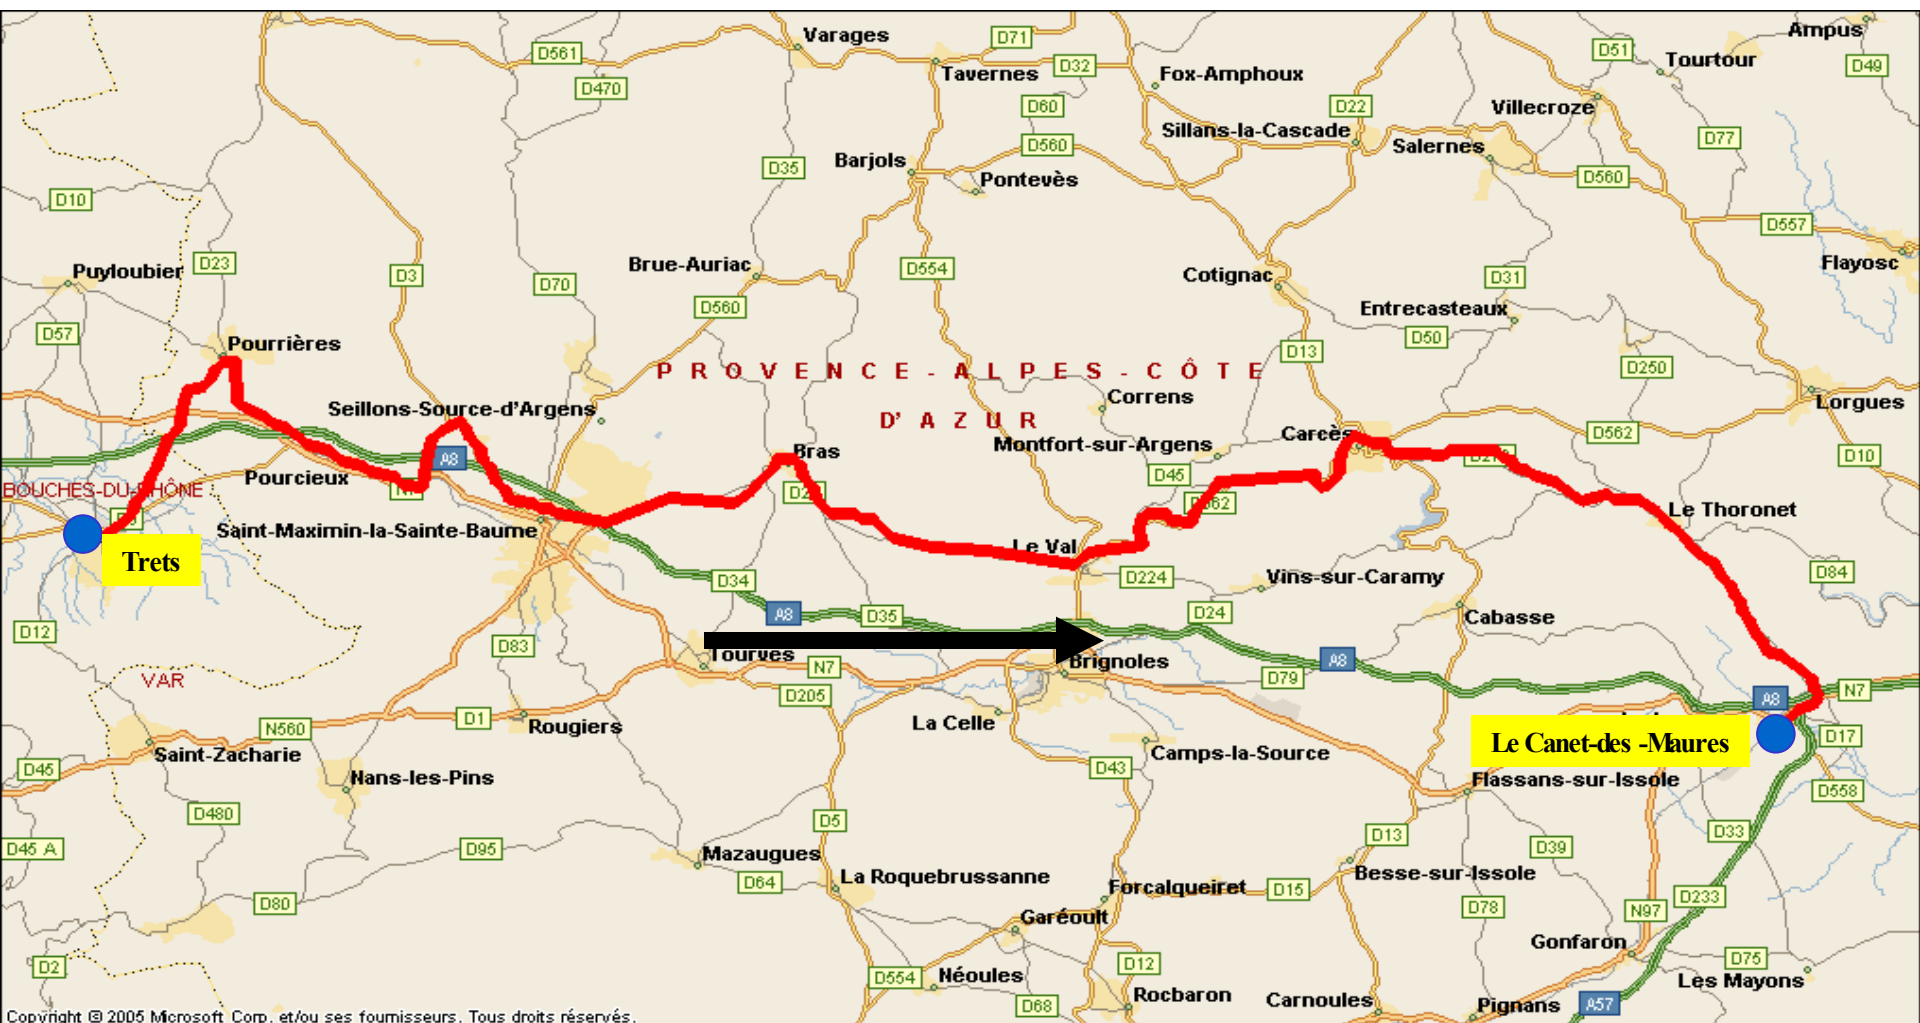 Ampus
Varages
D71
D51
D561
Tourtour
D49
Tavernes
D32
Fox-Amphoux
D470
D60
D22
Villecroze
Sillans-la-Cascade
D77
D560
Salernes
Barjols
D35
Pontevès
D560
D10
D557
Puyloubier
D23
Brue-Auriac
D554
Flayosc
D3
Cotignac
D31
D70
D560
Entrecasteaux
D57
D50
Pourrières
D13
PROVENCE-ALPES-CÔTE
D250
Correns
Lorgues
Seillons-Source-d'Argens
D'AZUR
Carcès
D562
Montfort-sur-Argens
Bras
A8
D10
Pourcieux
D45
BOUCHES-DU-RHÔNE
Le Thoronet
Saint-Maximin-la-Sainte-Baume
Le Val
Trets
D34
D224
Vins-sur-Caramy
D84
A8
D35
D24
Cabasse
D12
D83
Tourves
N7
Brignoles
A8
VAR
D79
D205
A8
N7
N560
D1
Rougiers
La Celle
Le Canet-des -Maures
D17
Saint-Zacharie
Camps-la-Source
D45
Nans-les-Pins
D43
Flassans-sur-Issole
D558
D480
D5
D33
D13
D45 A
D95
D39
Mazaugues
D64
La Roquebrussanne
Besse-sur-Issole
Forcalqueiret
D15
D80
D233
D78
N97
Garéoult
Gonfaron
D2
D12
D75
D554
Néoules
Les Mayons
Rocbaron
Carnoules
D68
Pignans
A57
Copyright © 2005 Microsoft Corp. et/ou ses fournisseurs. Tous droits réservés.